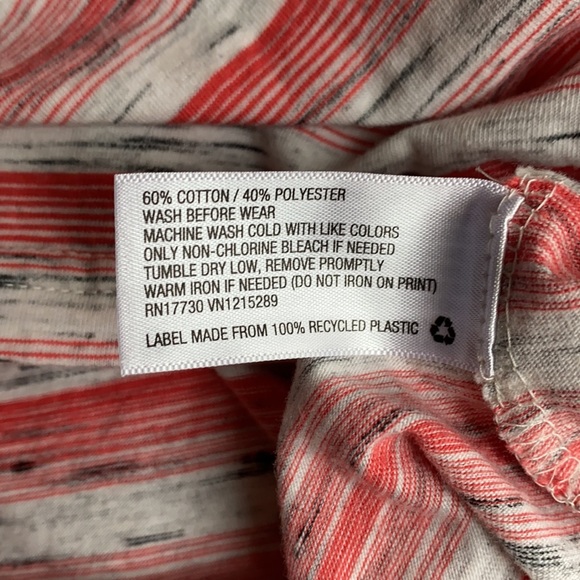 60% COTTON / 40% POLYESTER
WASH BEFORE WEAR
MACHINE WASH COLD WITH LIKE COLORS
ONLY NON-CHLORINE BLEACH IF NEEDED
TUMBLE DRY LOW, REMOVE PROMPTLY
WARM IRON IF NEEDED (DO NOT IRON ON PRINT)
RN17730 VN1215289
LABEL MADE FROM 100% RECYCLED PLASTIC